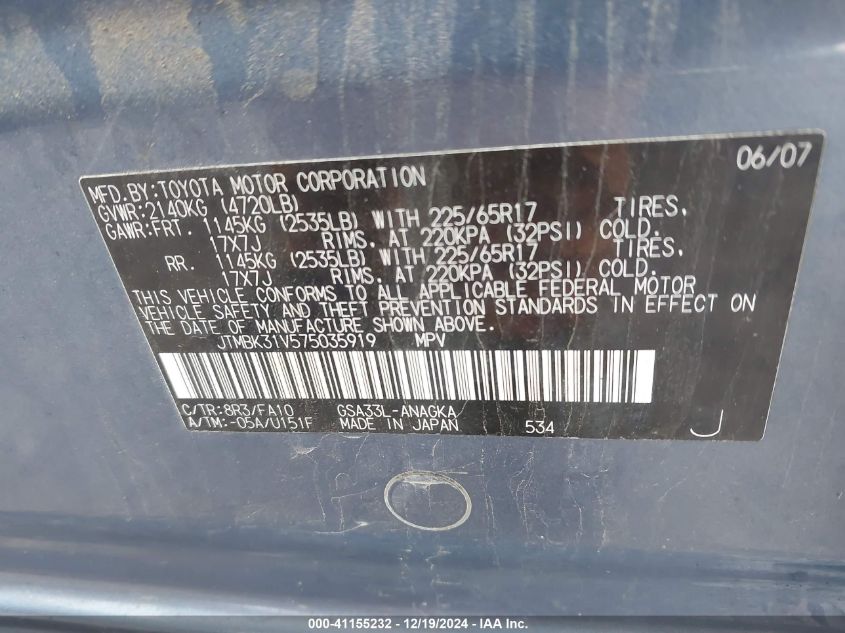 06/07
MFD.BY:TOYOTA MOTOR CORPORATION
GVWR:2140KG (4720LB)
GAWR:FRT. 1145KG (2535LB) WITH 225/65R17 TIRES.
17X7J RIMS. AT 220KPA (32PSI) COLD.
RR. 1145KG (2535LB) WITH 225/65R17 TIRES.
17X7J RIMS. AT 220KPA (32PSI) COLD.
THIS VEHICLE CONFORMS TO ALL APPLICABLE FEDERAL MOTOR
VEHICLE SAFETY AND THEFT PREVENTION STANDARDS IN EFFECT ON
THE DATE OF MANUFACTURE SHOWN ABOVE.
JTMBK31V575035919 MPV
C/TR:8R3/FA10 GSA33L-ANAGKA
A/TM:-05A/U151F MADE IN JAPAN 534 J
000-41155232 - 12/19/2024 - IAA Inc.